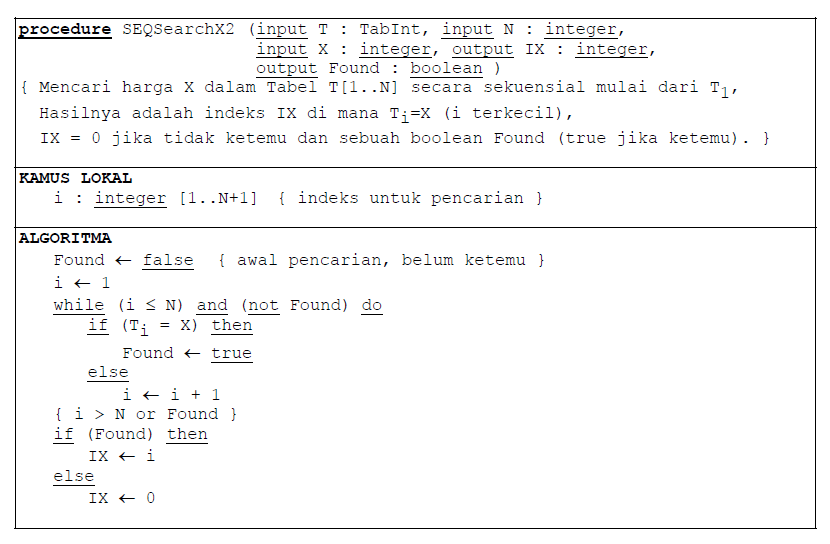 procedure SEQSearchX2 (input T : TabInt, input N : integer,
input X : integer, output IX : integer,
output Found : boolean )
{ Mencari harga X dalam Tabel T[1..N] secara sekuensial mulai dari T₁,
Hasilnya adalah indeks IX di mana Tᵢ=X (i terkecil),
IX = 0 jika tidak ketemu dan sebuah boolean Found (true jika ketemu). }
KAMUS LOKAL
i : integer [1..N+1] { indeks untuk pencarian }
ALGORITMA
Found ← false { awal pencarian, belum ketemu }
i ← 1
while (i ≤ N) and (not Found) do
if (Tᵢ = X) then
Found ← true
else
i ← i + 1
{ i > N or Found }
if (Found) then
IX ← i
else
IX ← 0